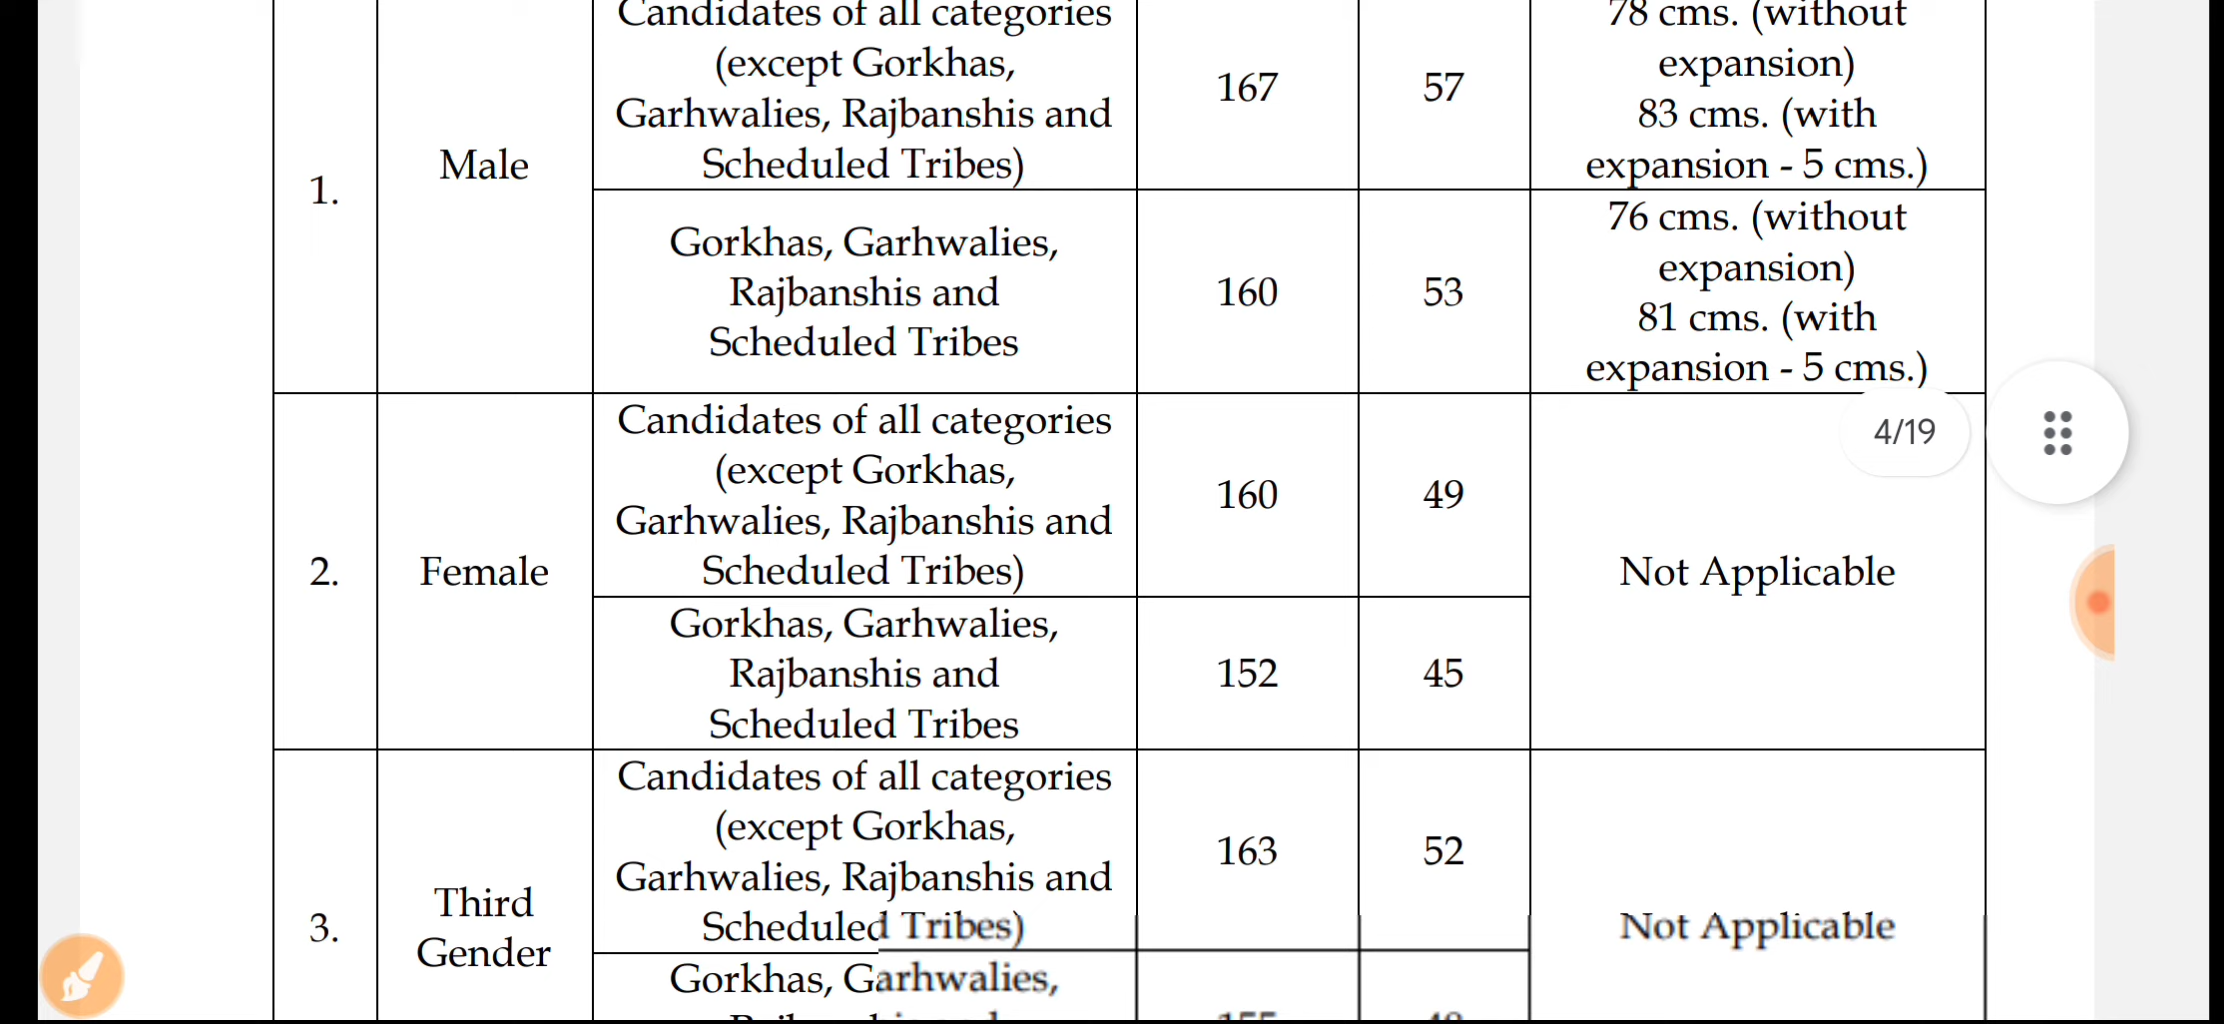 Candidates of all categories
(except Gorkhas,
Garhwalies, Rajbanshis and
Scheduled Tribes)
167
57
78 cms. (without
expansion)
83 cms. (with
expansion - 5 cms.)
1.
Male
Gorkhas, Garhwalies,
Rajbanshis and
Scheduled Tribes
160
53
76 cms. (without
expansion)
81 cms. (with
expansion - 5 cms.)
4/19
2.
Female
Candidates of all categories
(except Gorkhas,
Garhwalies, Rajbanshis and
Scheduled Tribes)
160
49
Not Applicable
Gorkhas, Garhwalies,
Rajbanshis and
Scheduled Tribes
152
45
3.
Third
Gender
Candidates of all categories
(except Gorkhas,
Garhwalies, Rajbanshis and
Scheduled Tribes)
163
52
Not Applicable
Gorkhas, Garhwalies,